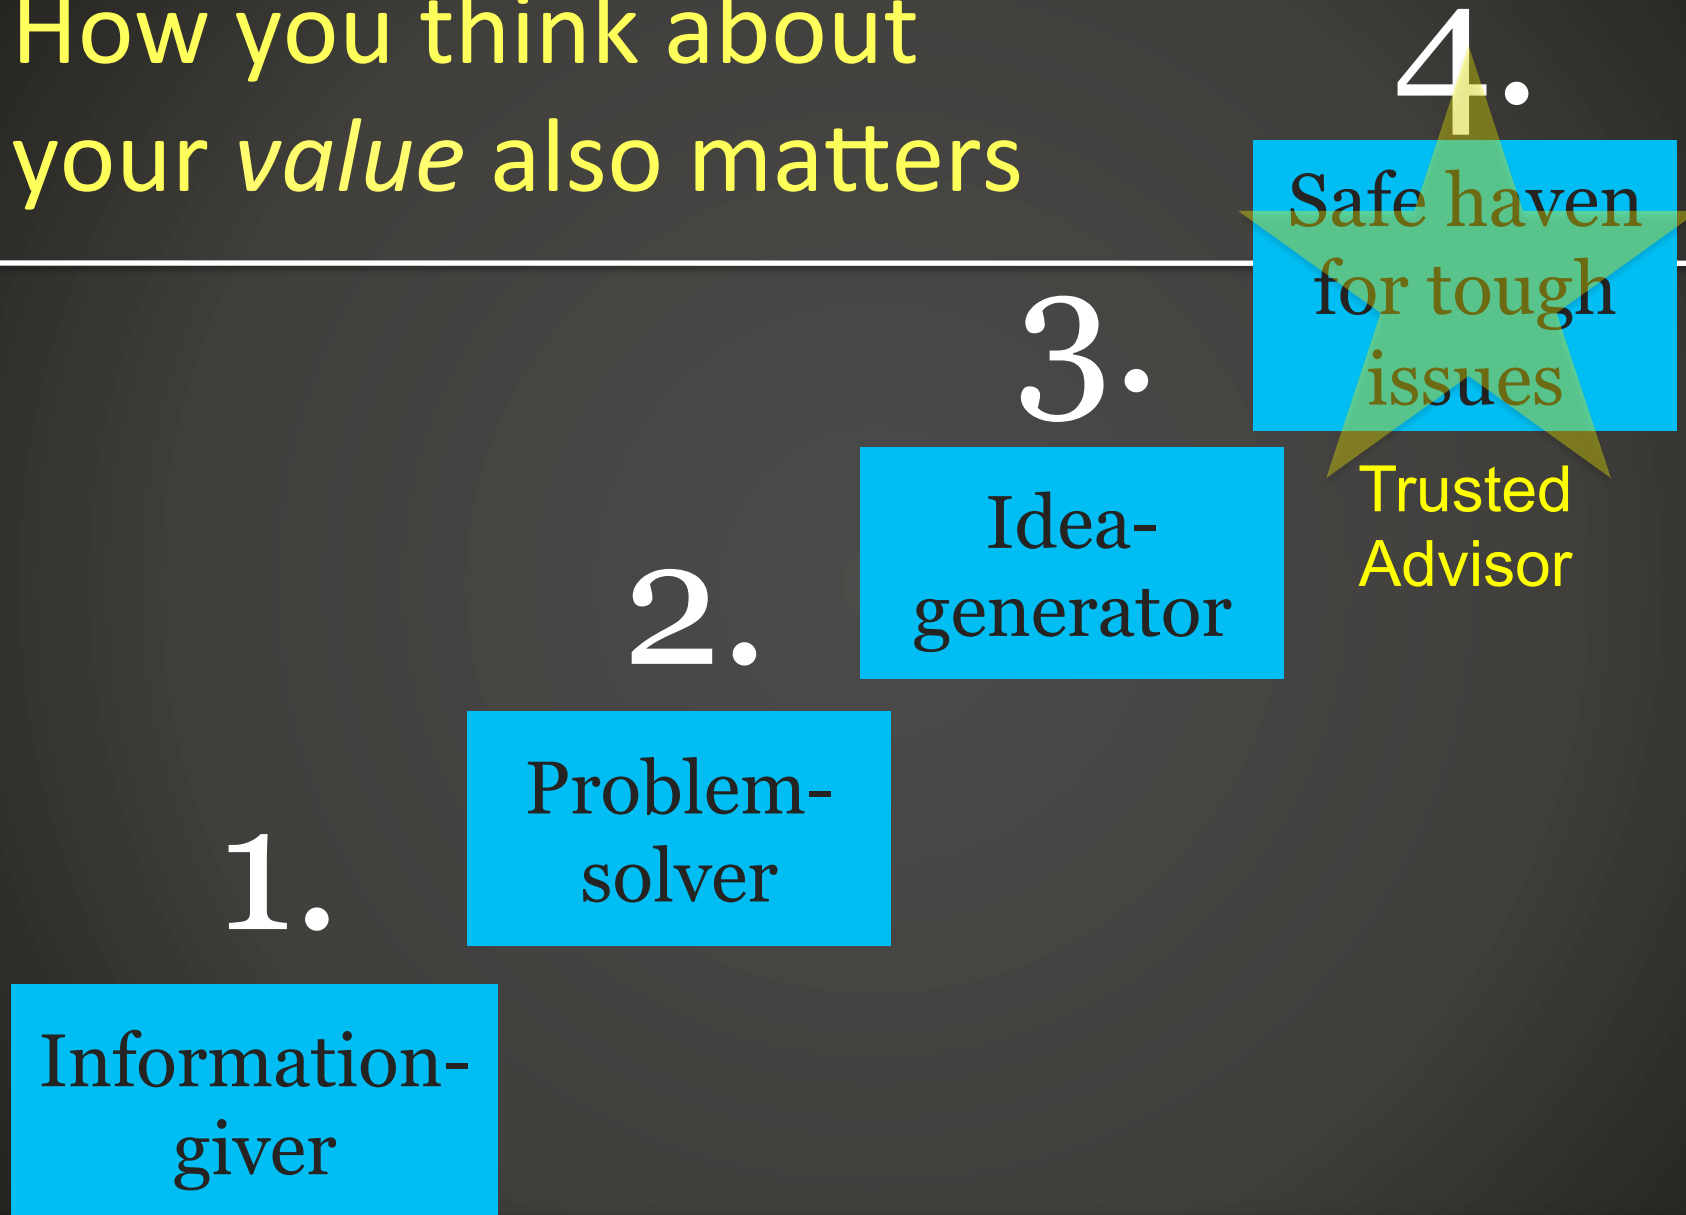 How you think about
your value also matters
1.
Information-
giver
2.
Problem-
solver
3.
Idea-
generator
4.
Safe haven
for tough
issues
Trusted
Advisor